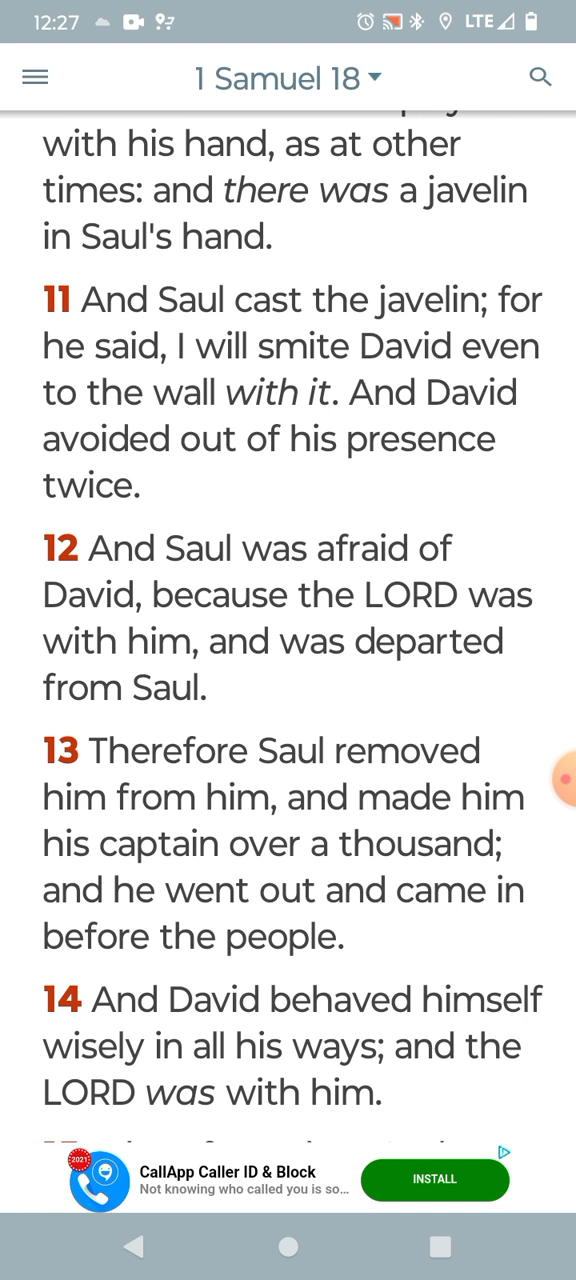 12:27
LTE
1 Samuel 18
with his hand, as at other
times: and there was a javelin
in Saul's hand.
11 And Saul cast the javelin; for
he said, I will smite David even
to the wall with it. And David
avoided out of his presence
twice.
12 And Saul was afraid of
David, because the LORD was
with him, and was departed
from Saul.
13 Therefore Saul removed
him from him, and made him
his captain over a thousand;
and he went out and came in
before the people.
14 And David behaved himself
wisely in all his ways; and the
LORD was with him.
2021
CallApp Caller ID & Block
Not knowing who called you is so...
INSTALL